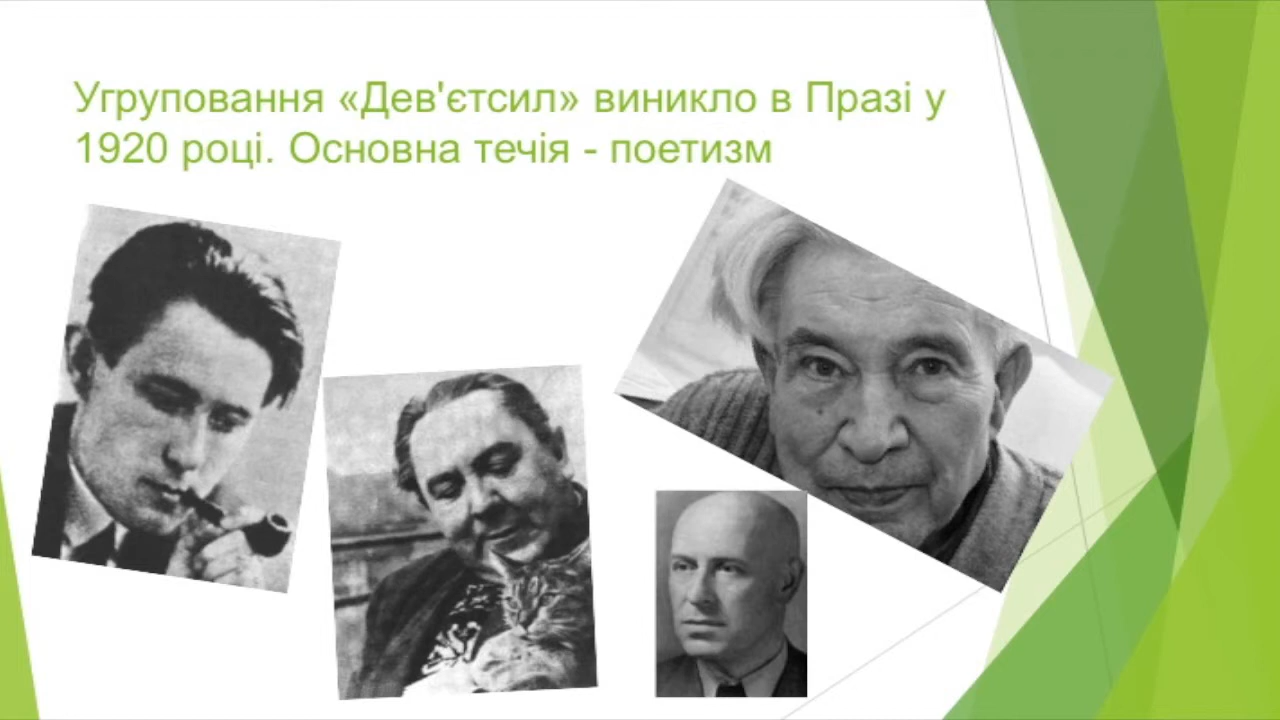 Угруповання «Дев'єтсил» виникло в Празі у
1920 році. Основна течія - поетизм